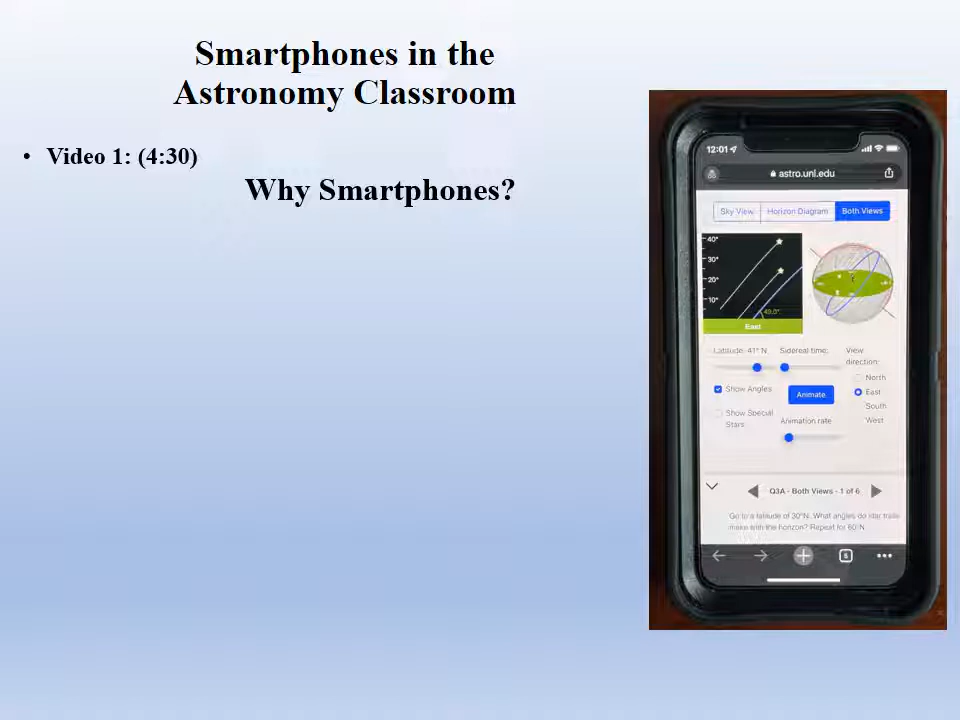 Smartphones in the
Astronomy Classroom
• Video 1: (4:30)
Why Smartphones?
12:01
astro.unl.edu
Sky View Horizon Diagram Both Views
40°
30°
20°
10°
49.0°
East
Latitude: 41° N Sidereal time: View direction:
Show Angles
Animate
North
East
South
West
Show Special Stars
Animation rate
Q3A - Both Views - 1 of 6
Go to a latitude of 30°N. What angles do star trails
make with the horizon? Repeat for 60°N